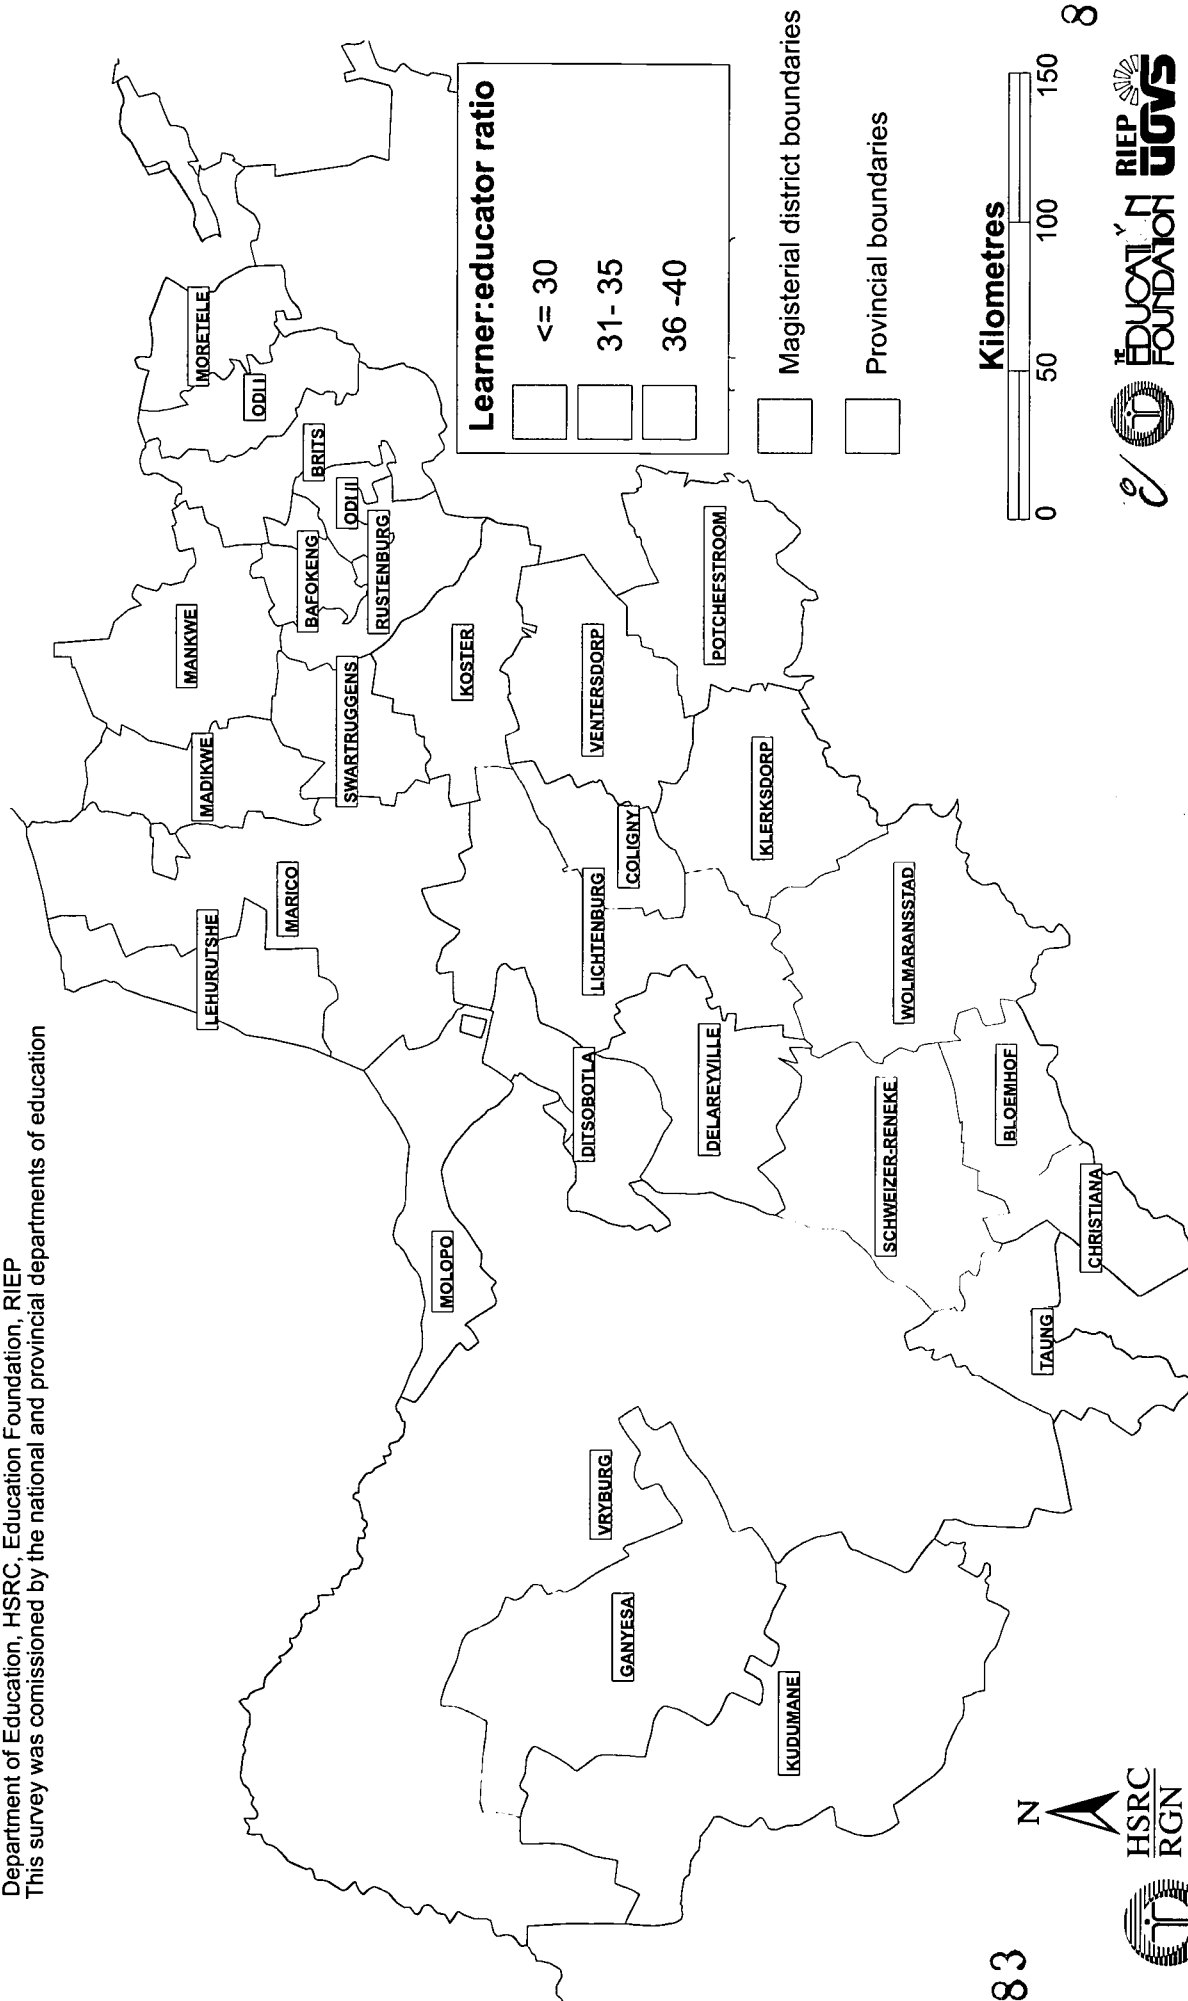 Department of Education, HSRC, Education Foundation, RIEP
This survey was comissioned by the national and provincial departments of education
MORETELE
ODI I
BRITS
MANKWE
BAFOKENG
ODI II
RUSTENBURG
MADIKWE
SWARTRUGGENS
KOSTER
LEHURUTSHE
MARICO
VENTERSDORP
POTCHEFSTROOM
COLIGNY
LICHTENBURG
KLERKSDORP
MOLOPO
DITSOBOTLA
DELAREYVILLE
WOLMARANSSTAD
SCHWEIZER-RENEKE
BLOEMHOF
CHRISTIANA
TAUNG
VRYBURG
GANYESA
KUDUMANE
Learner:educator ratio
<= 30
31- 35
36 -40
Magisterial district boundaries
Provincial boundaries
Kilometres
0 50 100 150
N
HSRC
RGN
83
THE
FOUNDATION
RIEP
UOVS
8